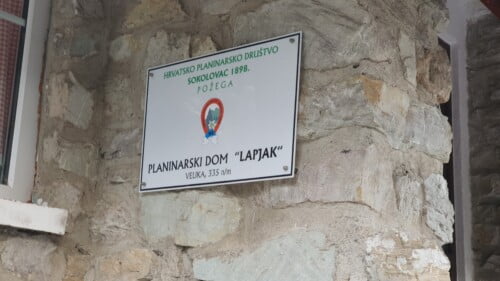 HRVATSKO PLANINARSKO DRUŠTVO
SOKOLOVAC 1898.
POŽEGA
PLANINARSKI DOM "LAPJAK"
VELIKA, 335 n/m